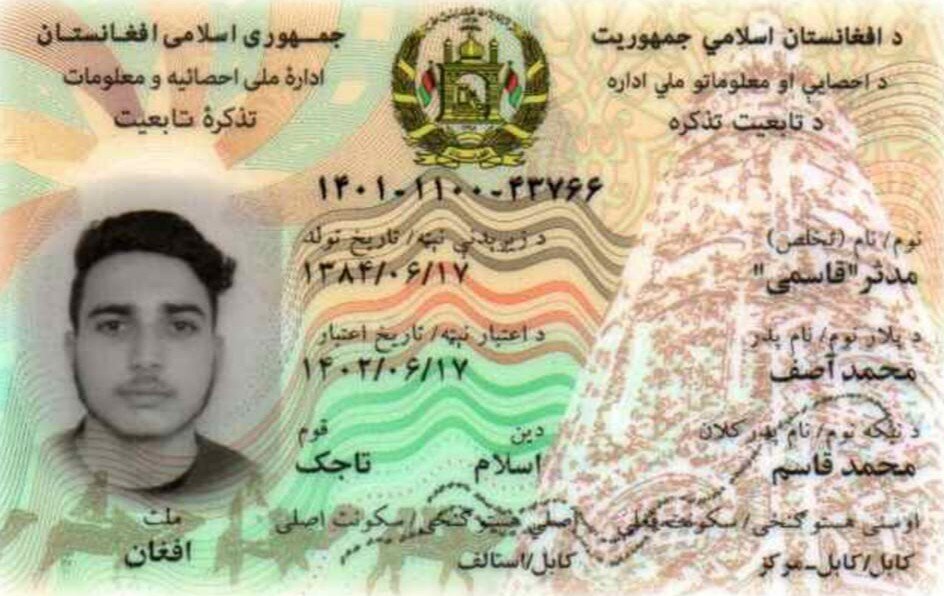 د افغانستان اسلامي جمهوریت
د احصایې او معلوماتو ملي اداره
د تابعیت تذکره
جمهوری اسلامی افغانستان
ادارۀ ملی احصائیه و معلومات
تذکرۀ تابعیت
۱۴۰۱-۱۱۰۰-۴۳۷۶۶
نوم/ نام (تخلص)
مدثر"قاسمی"
د زیږېدنې نېټه/ تاریخ تولد
۱۳۸۴/۰۶/۱۷
د پلار نوم/ نام پدر
محمد آصف
د اعتبار نېټه/ تاریخ اعتبار
۱۴۰۲/۰۶/۱۷
د نیکه نوم/ نام پدر کلان
محمد قاسم
دین
اسلام
قوم
تاجک
اوسنی هستوګنځی/ سکونت فعلی
کابل/کابل-مرکز
اصلي هستوګنځی/ سکونت اصلی
کابل/استالف
ملت
افغان